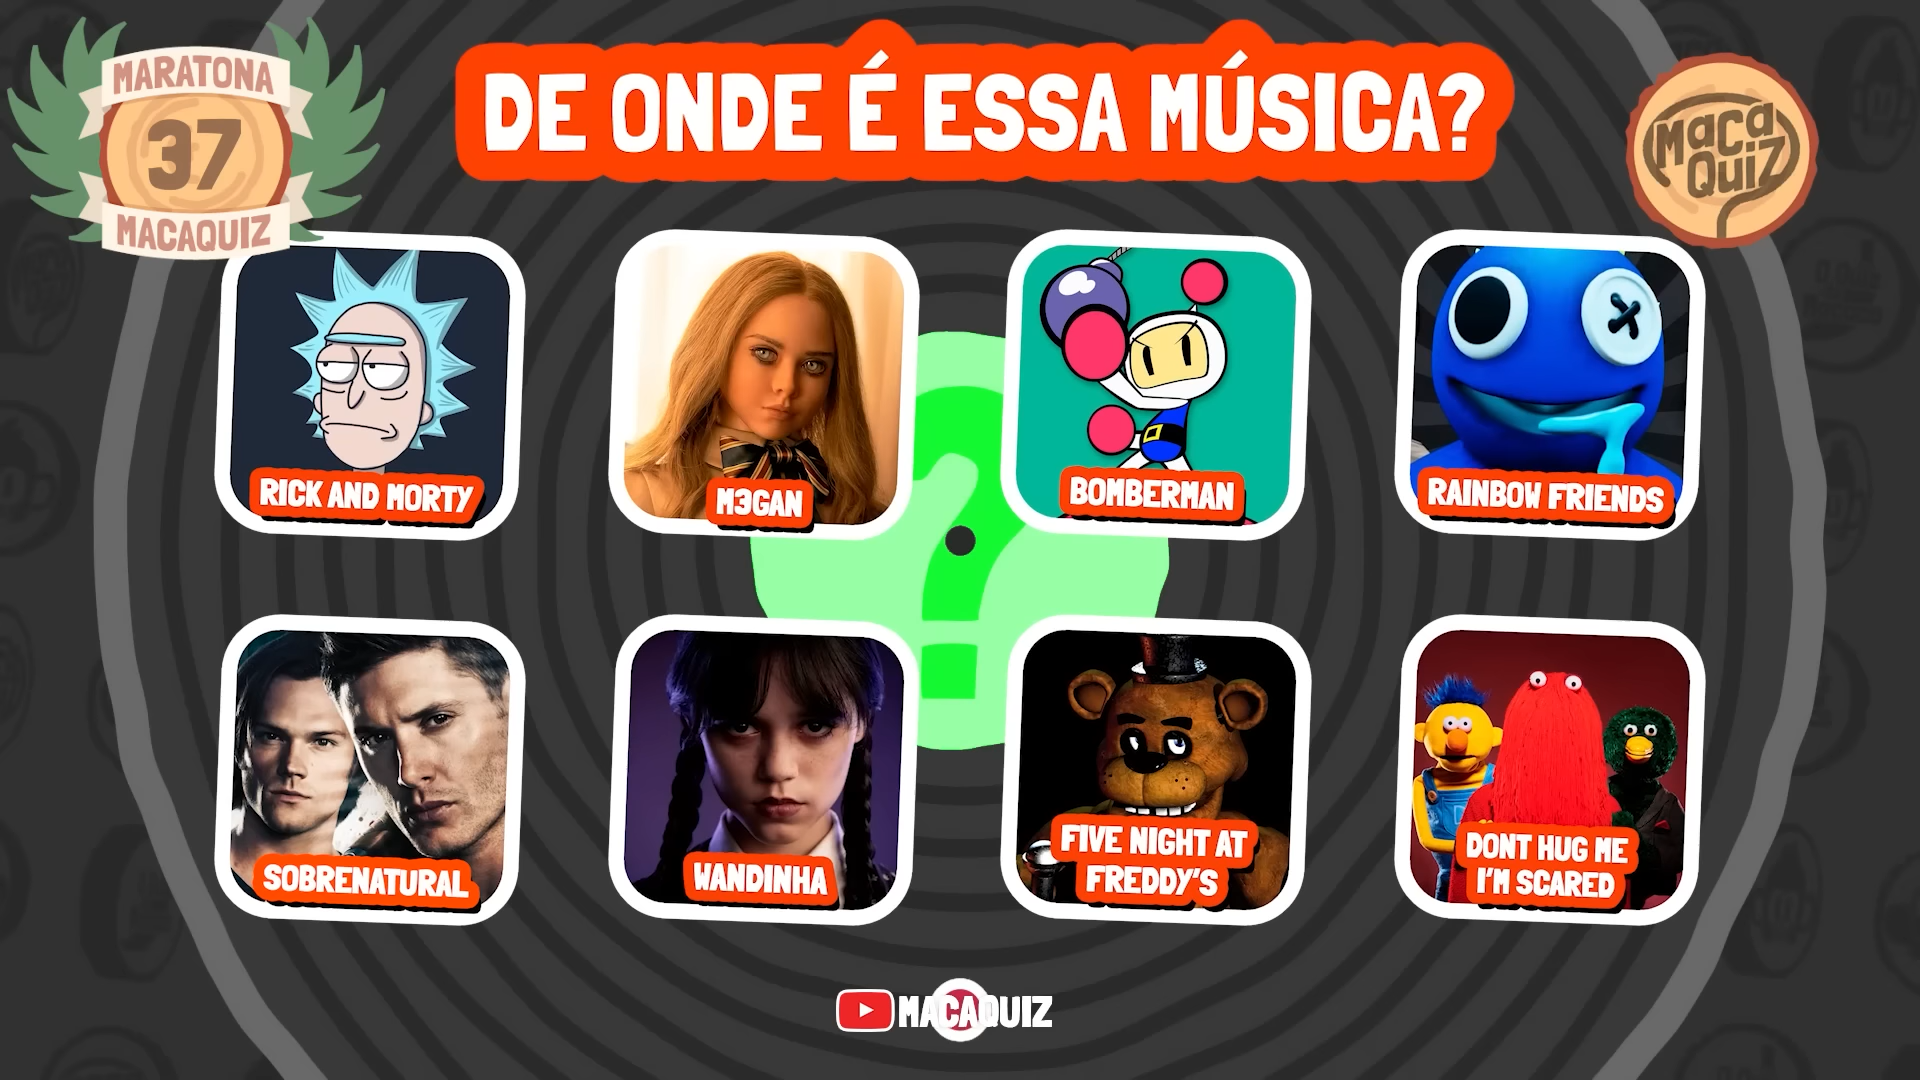 MARATONA
37
MACAQUIZ
DE ONDE É ESSA MÚSICA?
MaCa
QUiZ
RICK AND MORTY
M3GAN
BOMBERMAN
RAINBOW FRIENDS
SOBRENATURAL
WANDINHA
FIVE NIGHT AT
FREDDY'S
DONT HUG ME
I'M SCARED
MACAQUIZ